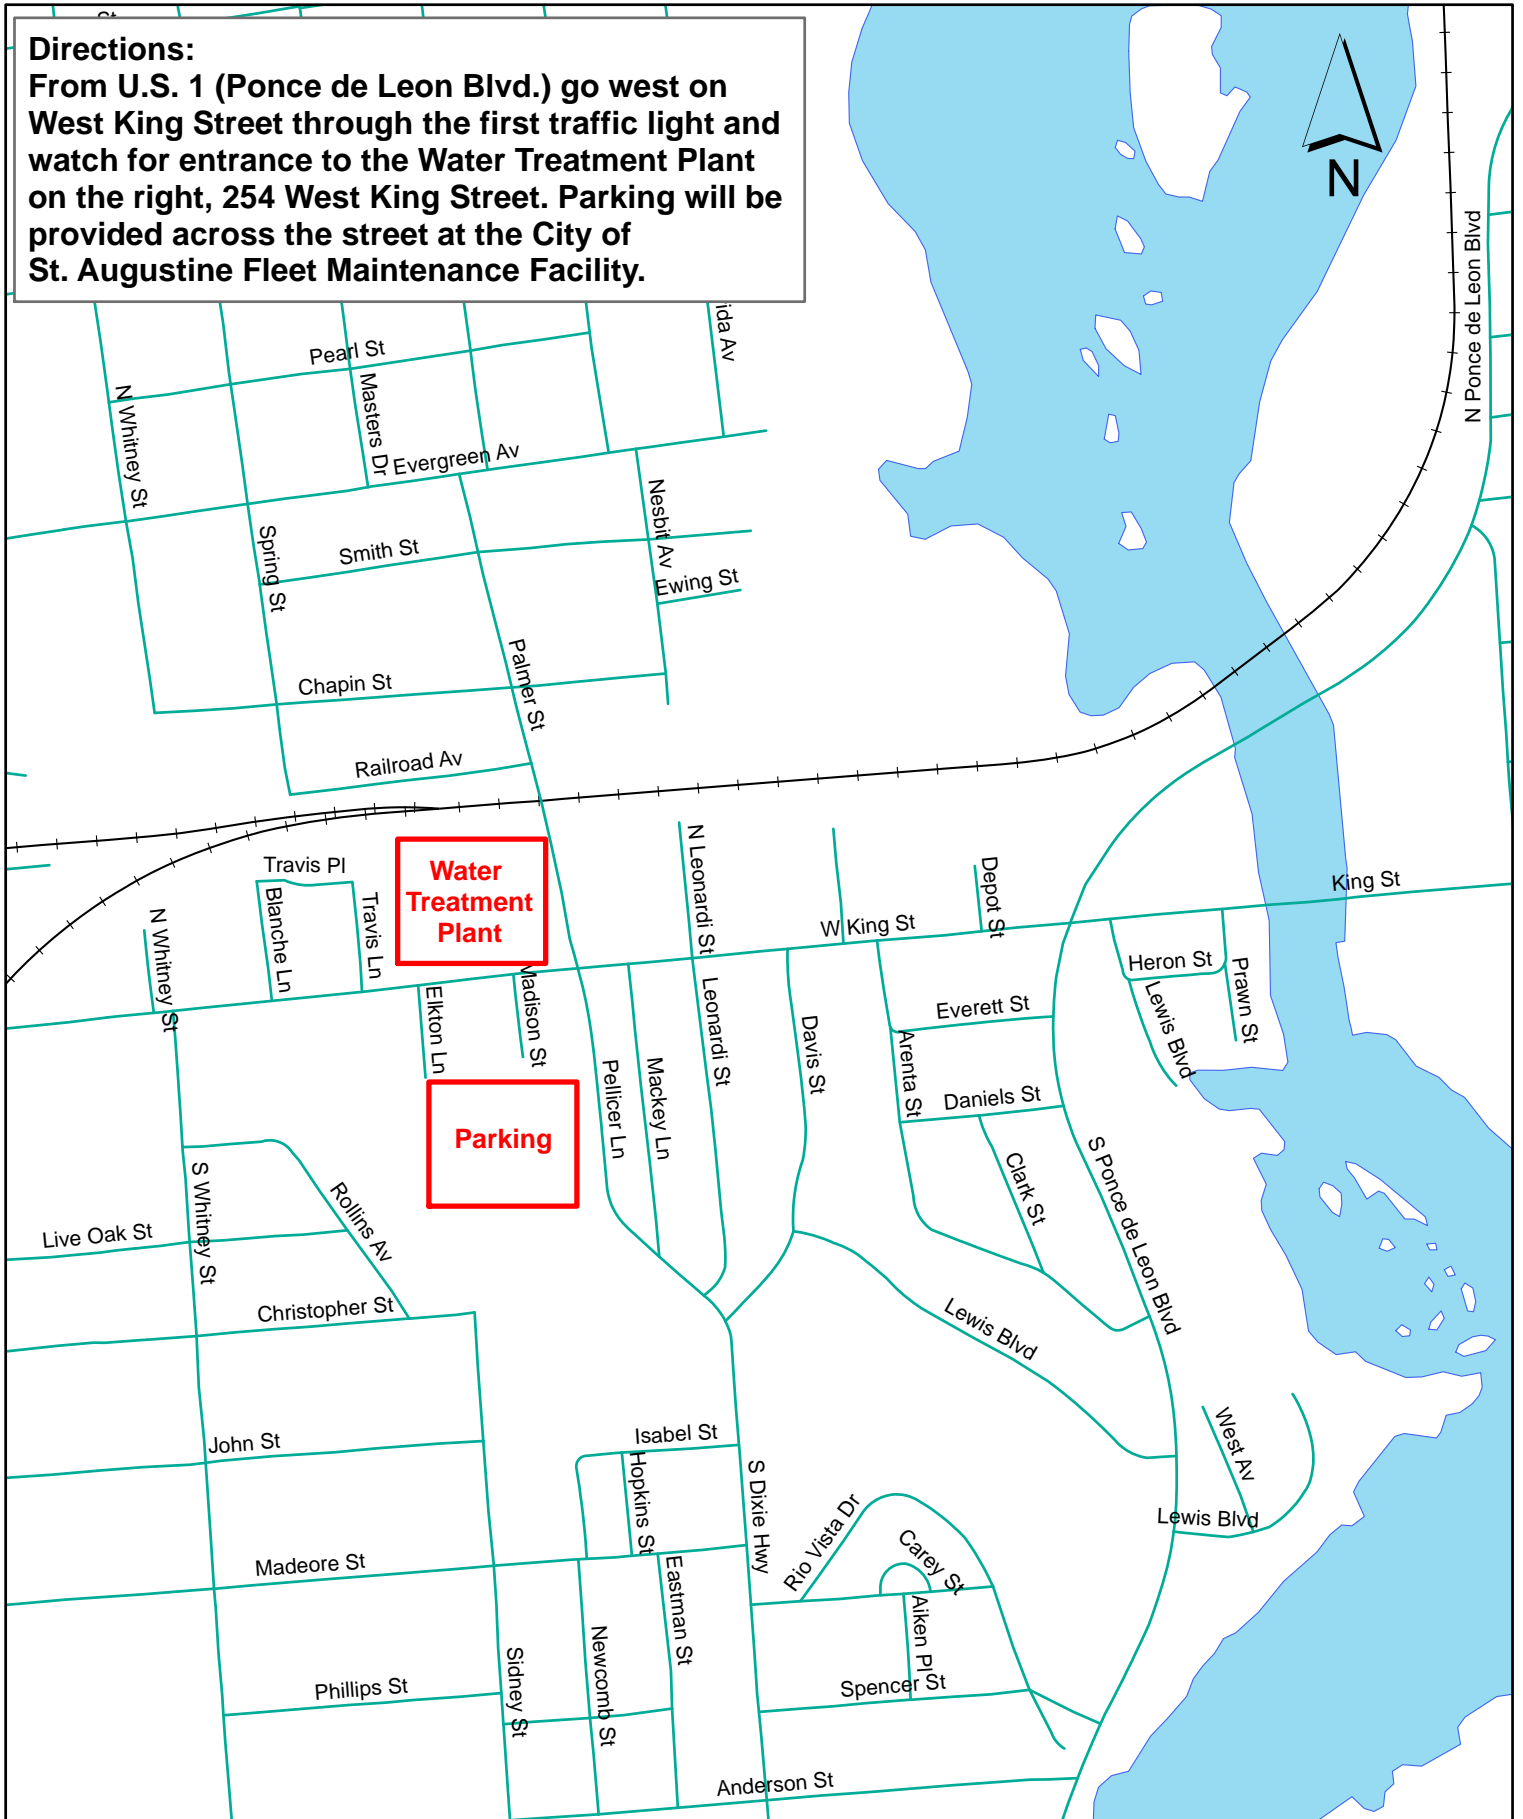 St
Directions:
From U.S. 1 (Ponce de Leon Blvd.) go west on
West King Street through the first traffic light and
watch for entrance to the Water Treatment Plant
on the right, 254 West King Street. Parking will be
provided across the street at the City of
St. Augustine Fleet Maintenance Facility.
N
N Ponce de Leon Blvd
ida Av
Pearl St
Masters Dr
N Whitney St
Evergreen Av
Nesbit Av
Spring St
Smith St
Ewing St
Palmer St
Chapin St
Railroad Av
Travis Pl
Water
Treatment
Plant
N Leonardi St
Depot St
King St
Blanche Ln
Travis Ln
N Whitney St
W King St
Madison St
Elkton Ln
Heron St
Prawn St
Lewis Blvd
Leonardi St
Davis St
Everett St
Arenta St
Pellicer Ln
Mackey Ln
Daniels St
Parking
S Ponce de Leon Blvd
Clark St
S Whitney St
Rollins Av
Live Oak St
Christopher St
Lewis Blvd
West Av
John St
Isabel St
Hopkins St
S Dixie Hwy
Rio Vista Dr
Lewis Blvd
Carey St
Madeore St
Eastman St
Aiken Pl
Newcomb St
Sidney St
Phillips St
Spencer St
Anderson St